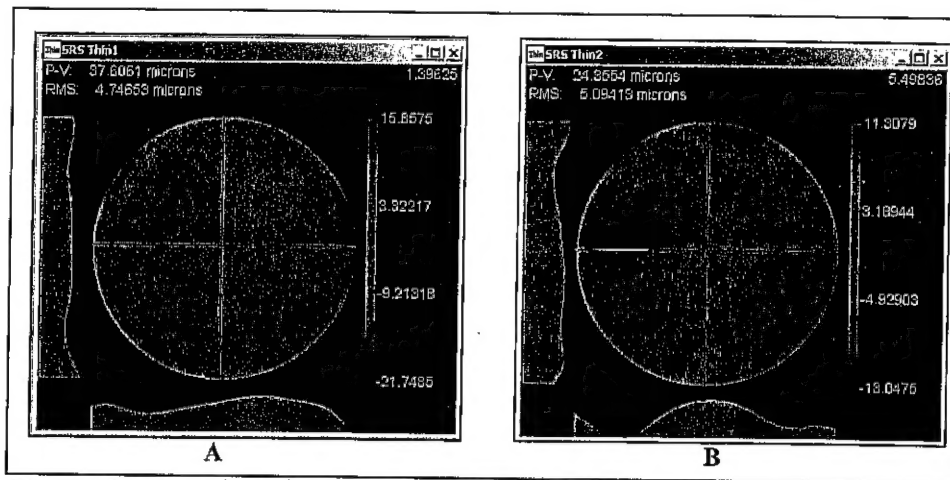 SRS Thin1
P-V: 37.6061 microns 1.39625
RMS: 4.74653 microns
15.8575
3.32217
-9.21318
-21.7485
A
SRS Thin2
P-V: 24.3554 microns 5.49836
RMS: 5.09413 microns
11.3079
3.18944
-4.92903
-13.0475
B